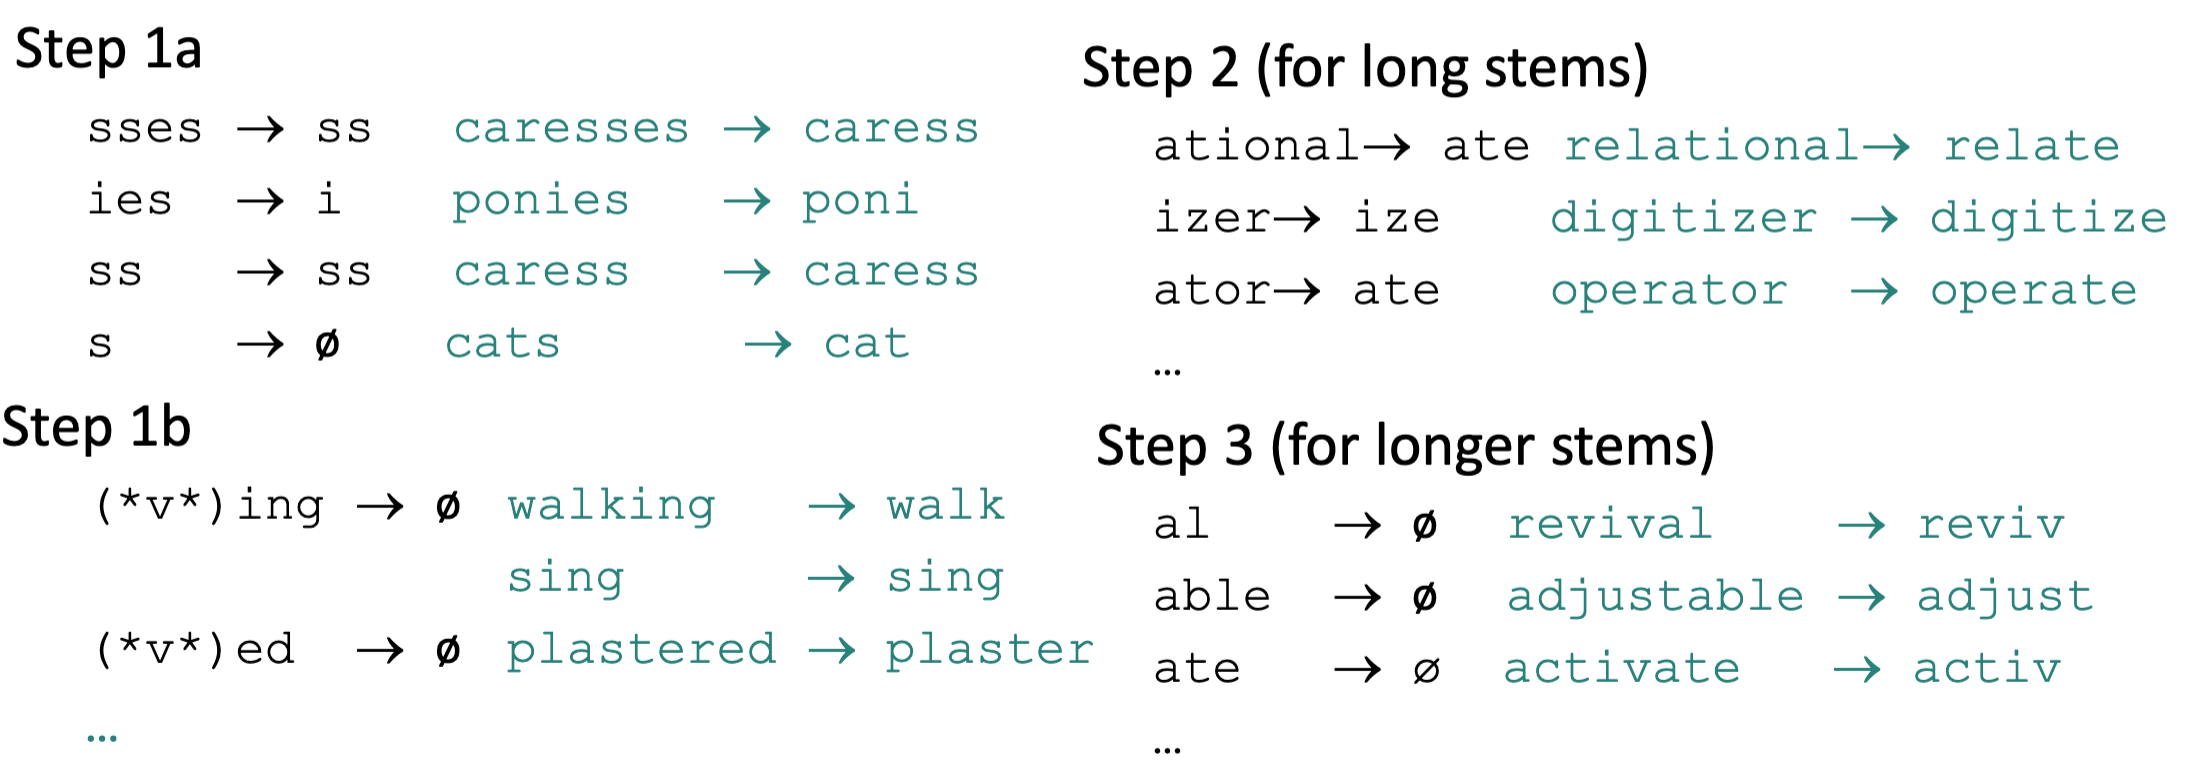 Step 1a
sses → ss caresses → caress
ies → i ponies → poni
ss → ss caress → caress
s → ø cats → cat
Step 1b
(*v*)ing → ø walking → walk
sing → sing
(*v*)ed → ø plastered → plaster
…
Step 2 (for long stems)
ational→ ate relational→ relate
izer→ ize digitizer → digitize
ator→ ate operator → operate
…
Step 3 (for longer stems)
al → ø revival → reviv
able → ø adjustable → adjust
ate → ø activate → activ
…